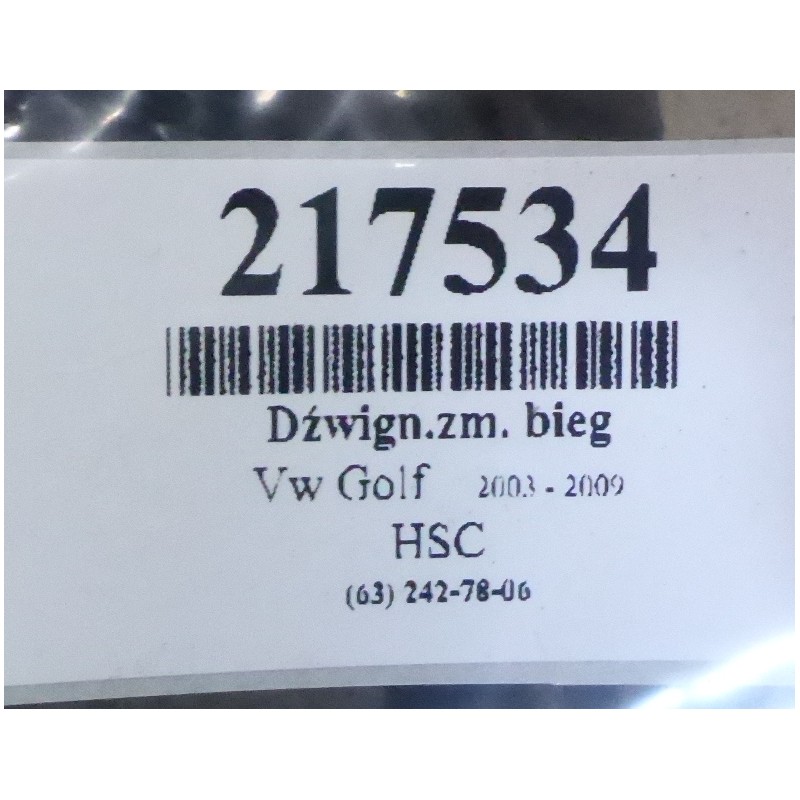 217534
Dźwign.zm. bieg
Vw Golf 2003 - 2009
HSC
(63) 242-78-06